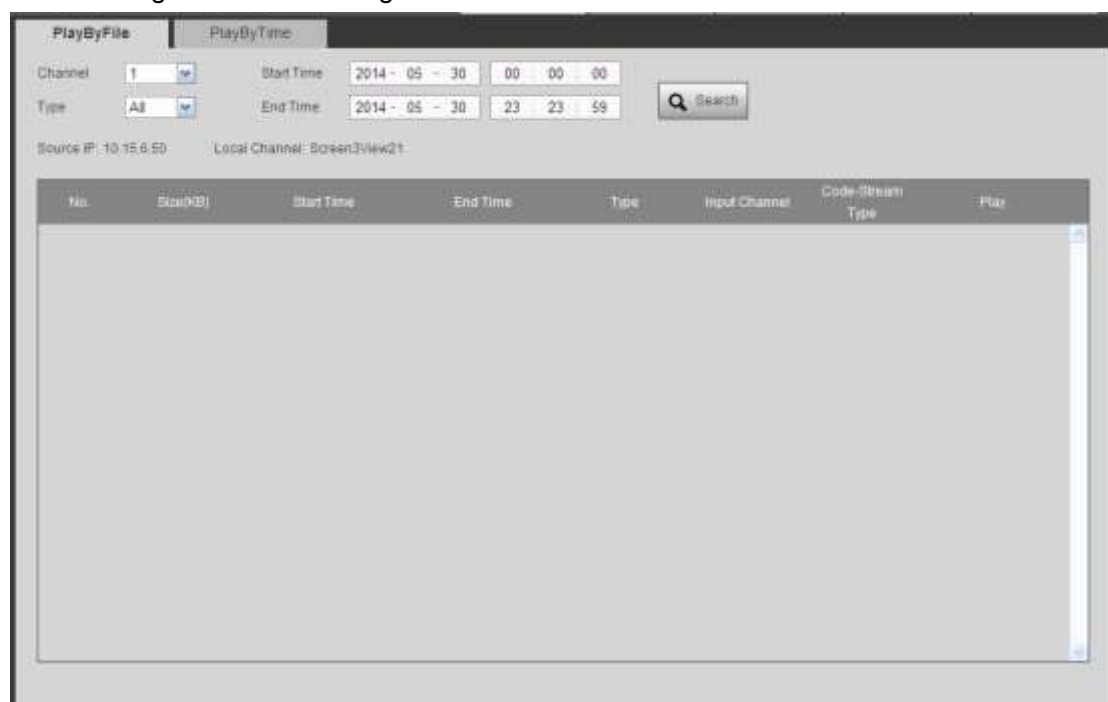 PlayByFile PlayByTime
Channel 1 Start Time 2014 - 05 - 30 00 00 00
Search
Type All End Time 2014 - 05 - 30 23 23 59
Source IP: 10.15.6.50 Local Channel: Screen3View21
No. Size(KB) Start Time End Time Type Input Channel Code-Stream Type Play